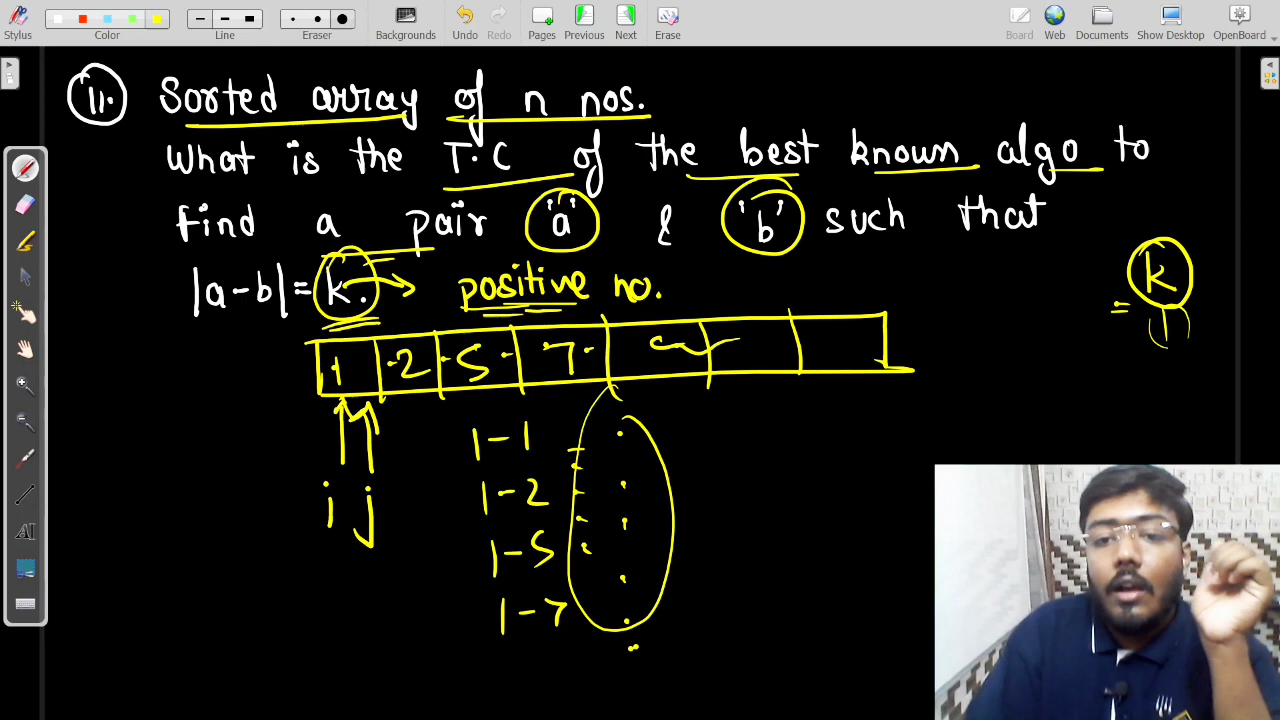 Stylus Color Line Eraser Backgrounds Undo Redo Pages Previous Next Erase Board Web Documents Show Desktop OpenBoard
11. Sorted array of n nos.
What is the T.C of the best known algo to
find a pair 'a' & 'b' such that
|a-b|=k. → positive no.
= k
1 2 5 7
i j
1-1
1-2
1-5
1-7
AI